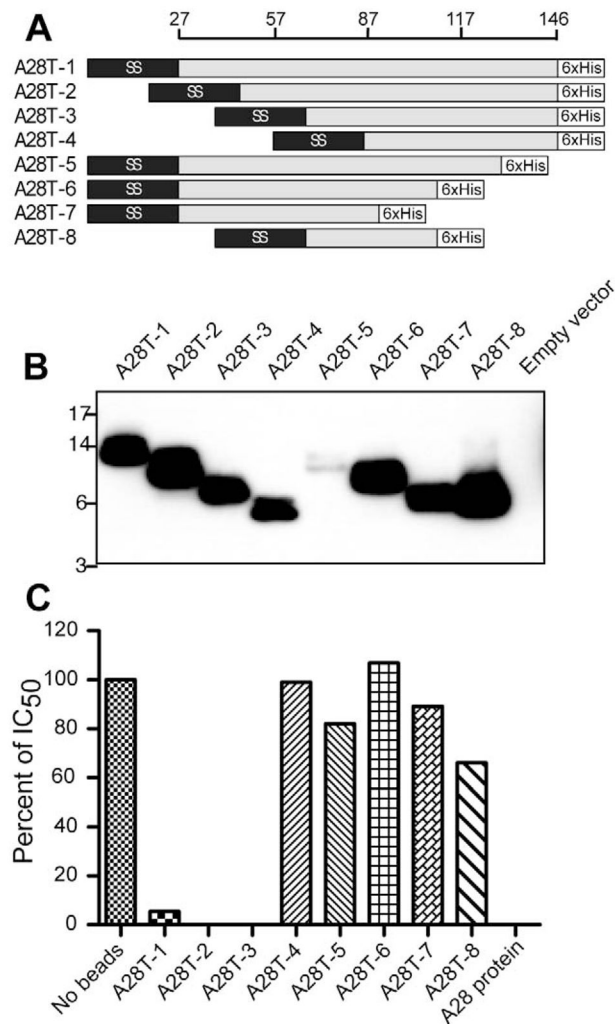 A
27 57 87 117 146
A28T-1 SS 6xHis
A28T-2 SS 6xHis
A28T-3 SS 6xHis
A28T-4 SS 6xHis
A28T-5 SS 6xHis
A28T-6 SS 6xHis
A28T-7 SS 6xHis
A28T-8 SS 6xHis
B
A28T-1 A28T-2 A28T-3 A28T-4 A28T-5 A28T-6 A28T-7 A28T-8 Empty vector
17
14
6
3
C
Percent of IC50
120
100
80
60
40
20
0
No beads A28T-1 A28T-2 A28T-3 A28T-4 A28T-5 A28T-6 A28T-7 A28T-8 A28 protein